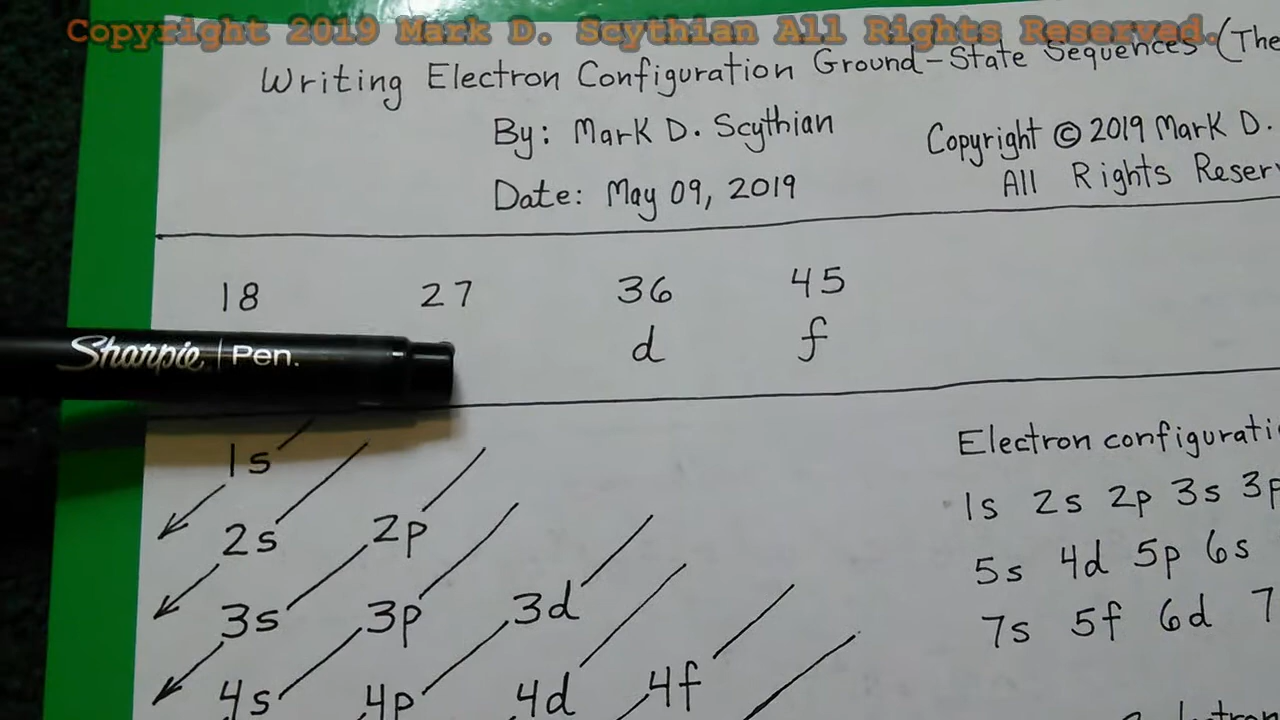 Copyright 2019 Mark D. Scythian All Rights Reserved.
Writing Electron Configuration Ground-State Sequences (The
By: Mark D. Scythian
Copyright © 2019 Mark D.
Date: May 09, 2019
All Rights Reser
18 27 36 45
Sharpie | Pen.
d f
1s
2s 2p
3s 3p 3d
4s 4p 4d 4f
Electron configurati
1s 2s 2p 3s 3p
5s 4d 5p 6s
7s 5f 6d 7